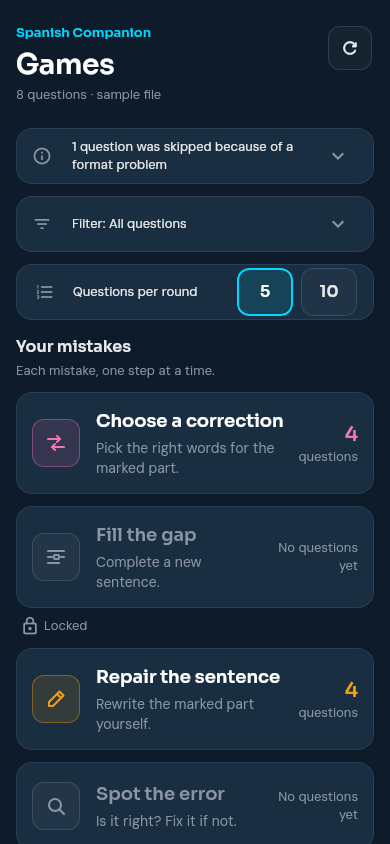 Spanish Companion
Games
8 questions · sample file
1 question was skipped because of a
format problem
Filter: All questions
Questions per round
5
10
Your mistakes
Each mistake, one step at a time.
Choose a correction
Pick the right words for the
marked part.
4
questions
Fill the gap
Complete a new
sentence.
No questions
yet
Locked
Repair the sentence
Rewrite the marked part
yourself.
4
questions
Spot the error
Is it right? Fix it if not.
No questions
yet